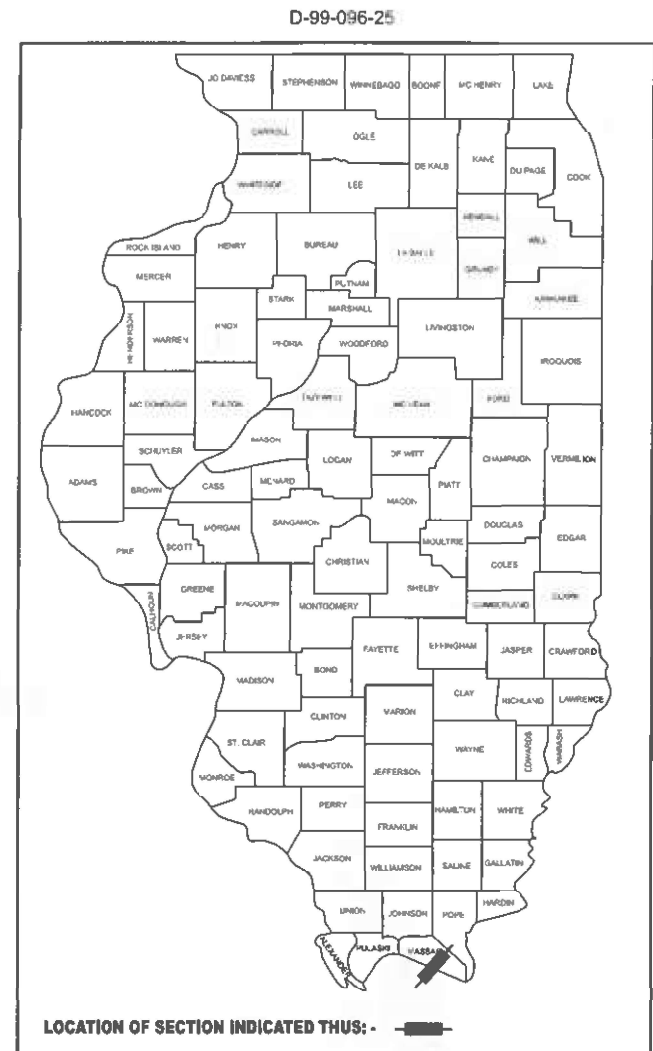 D-99-096-25
JO DAVIESS STEPHENSON WINNEBAGO BOONE MC HENRY LAKE
CARROLL OGLE DE KALB KANE DU PAGE COOK
WHITESIDE LEE KENDALL WILL
ROCK ISLAND HENRY BUREAU LA SALLE GRUNDY
MERCER PUTNAM KANKAKEE
HENDERSON WARREN KNOX STARK MARSHALL LIVINGSTON
PEORIA WOODFORD IROQUOIS
HANCOCK MC DONOUGH FULTON TAZEWELL MC LEAN FORD
SCHUYLER MASON LOGAN DE WITT CHAMPAIGN VERMILION
ADAMS BROWN CASS MENARD MACON PIATT
PIKE SCOTT MORGAN SANGAMON CHRISTIAN MOULTRIE DOUGLAS EDGAR
COLES
CALHOUN GREENE MACOUPIN MONTGOMERY SHELBY CUMBERLAND CLARK
JERSEY FAYETTE EFFINGHAM JASPER CRAWFORD
MADISON BOND
CLINTON MARION CLAY RICHLAND LAWRENCE
ST. CLAIR WAYNE EDWARDS WABASH
MONROE WASHINGTON JEFFERSON
RANDOLPH PERRY HAMILTON WHITE
FRANKLIN
JACKSON WILLIAMSON SALINE GALLATIN
UNION JOHNSON POPE HARDIN
ALEXANDER PULASKI MASSAC
LOCATION OF SECTION INDICATED THUS: -